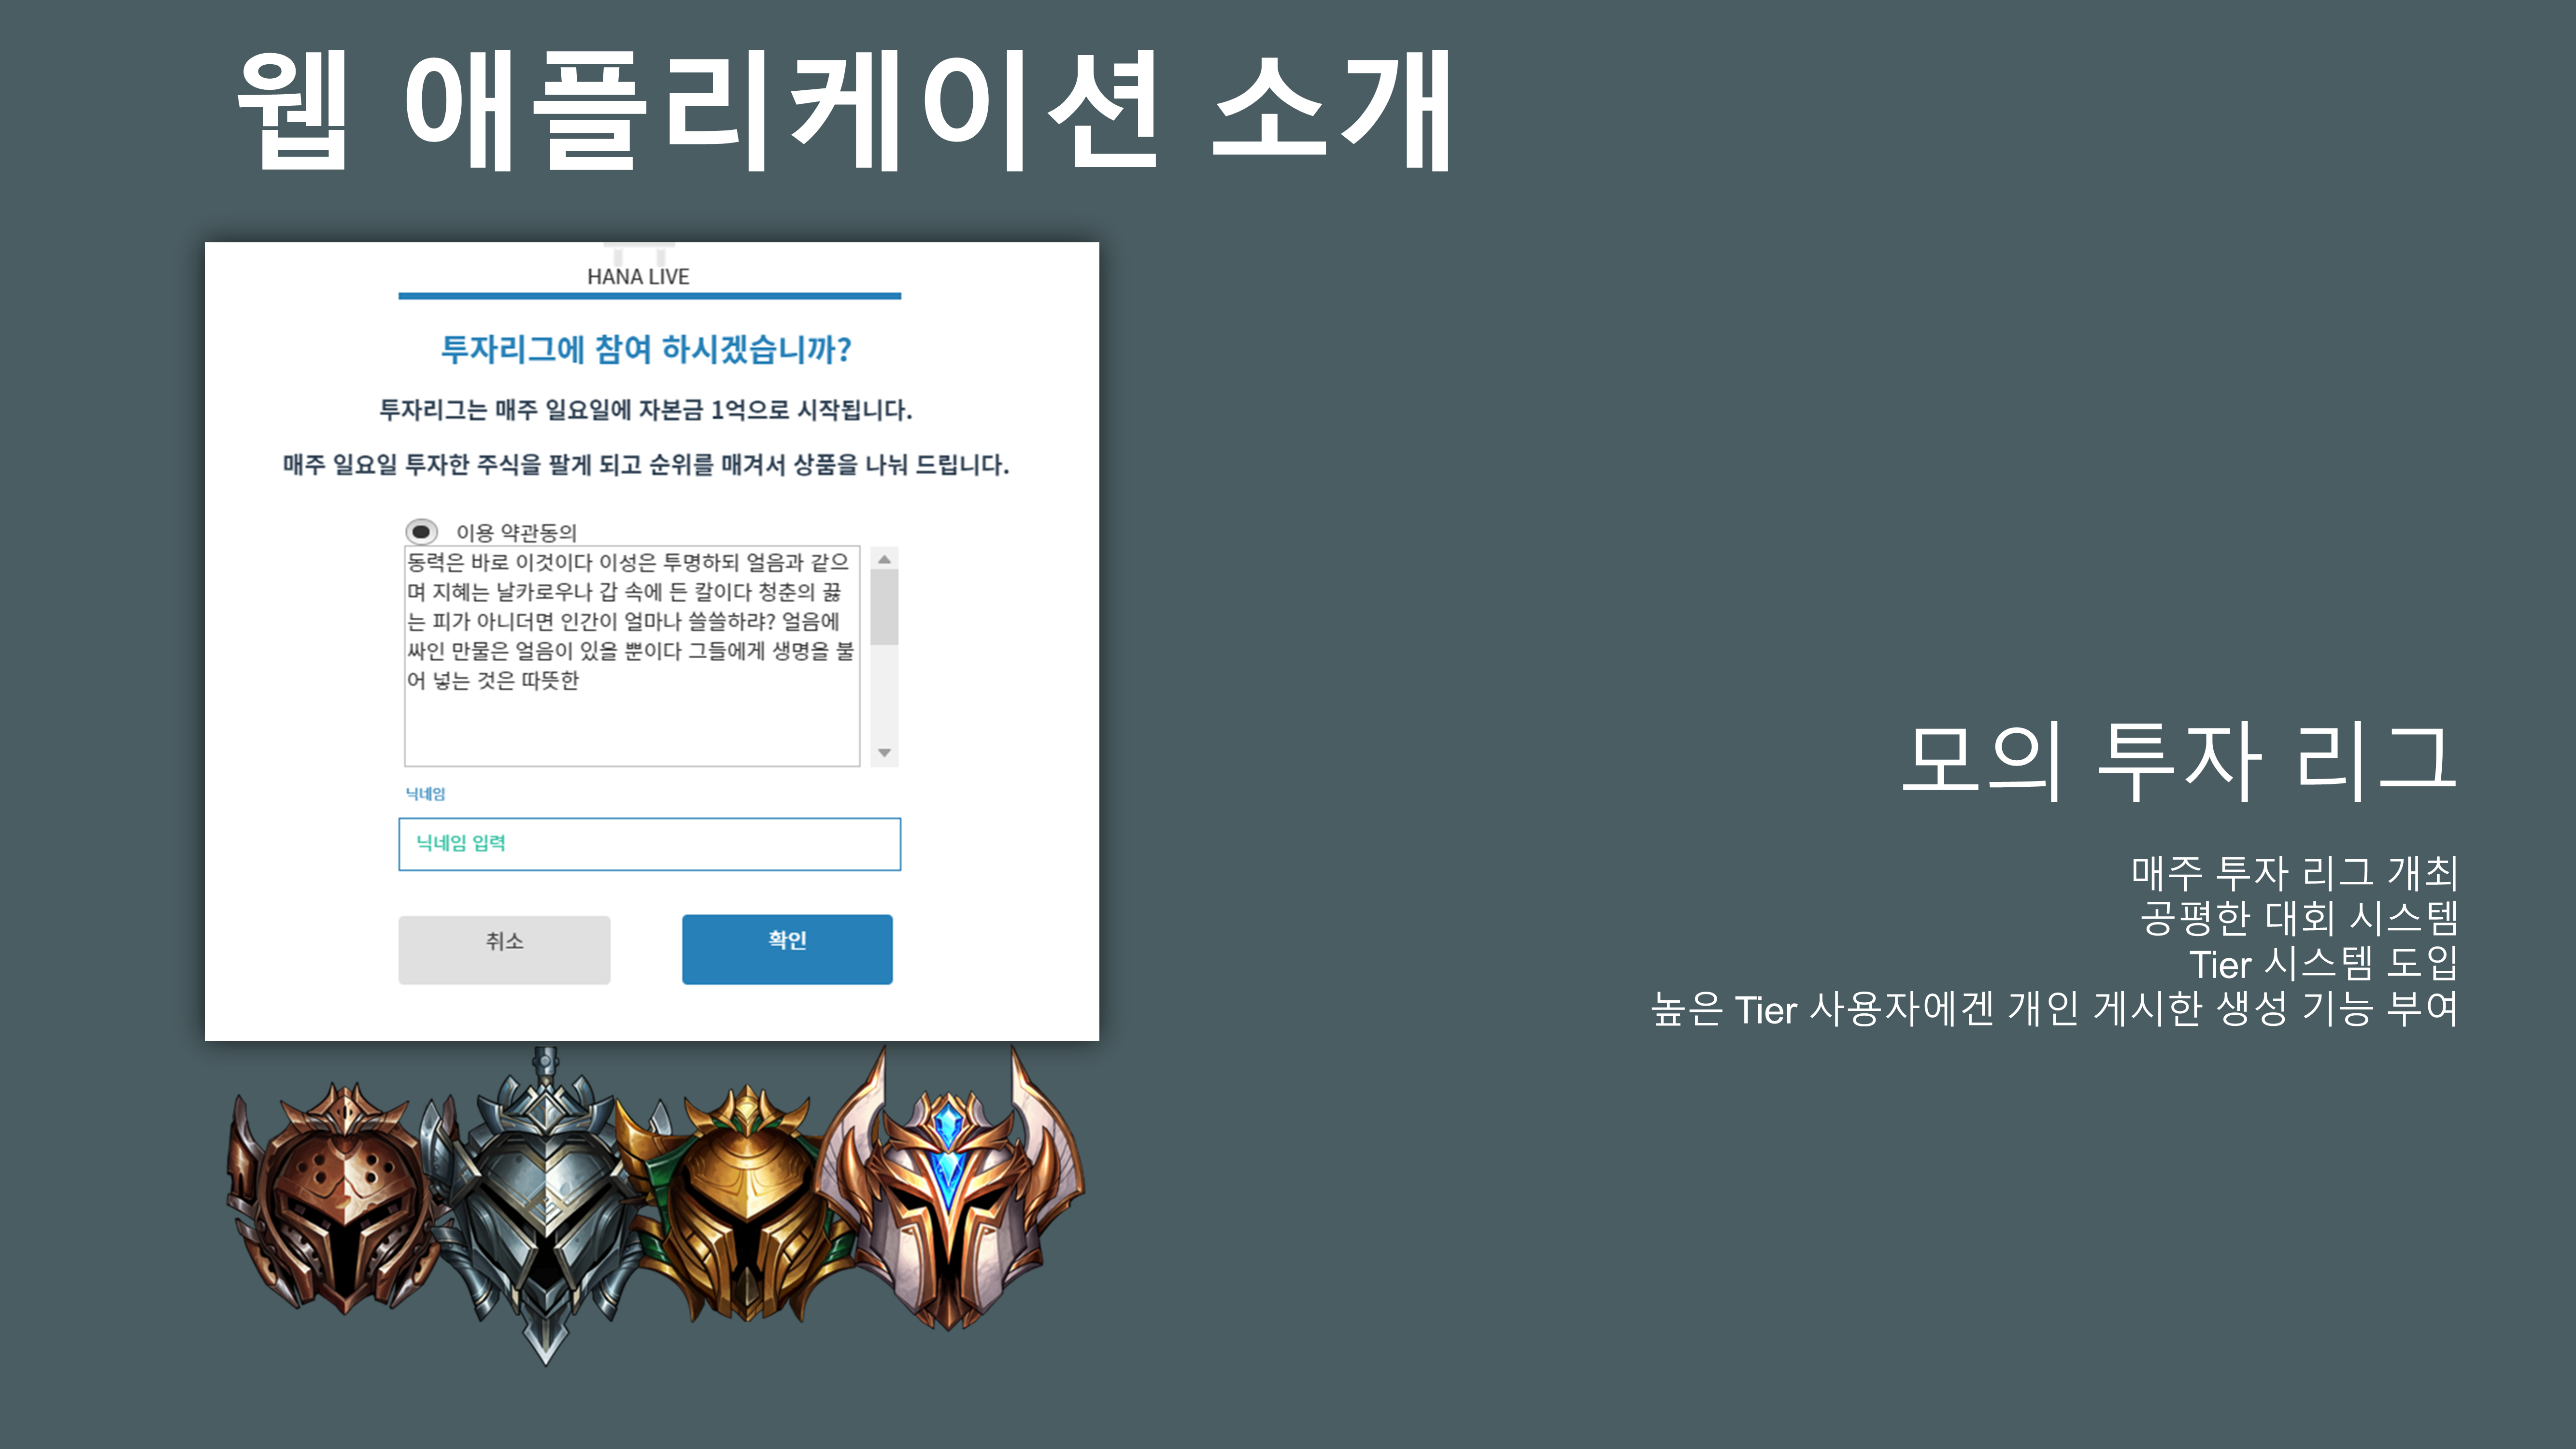 웹 애플리케이션 소개
HANA LIVE
투자리그에 참여 하시겠습니까?
투자리그는 매주 일요일에 자본금 1억으로 시작됩니다.
매주 일요일 투자한 주식을 팔게 되고 순위를 매겨서 상품을 나눠 드립니다.
이용 약관동의
동력은 바로 이것이다 이성은 투명하되 얼음과 같으
며 지혜는 날카로우나 갑 속에 든 칼이다 청춘의 끓
는 피가 아니더면 인간이 얼마나 쓸쓸하랴? 얼음에
싸인 만물은 얼음이 있을 뿐이다 그들에게 생명을 불
어 넣는 것은 따뜻한
닉네임
닉네임 입력
취소
확인
모의 투자 리그
매주 투자 리그 개최
공평한 대회 시스템
Tier 시스템 도입
높은 Tier 사용자에겐 개인 게시한 생성 기능 부여